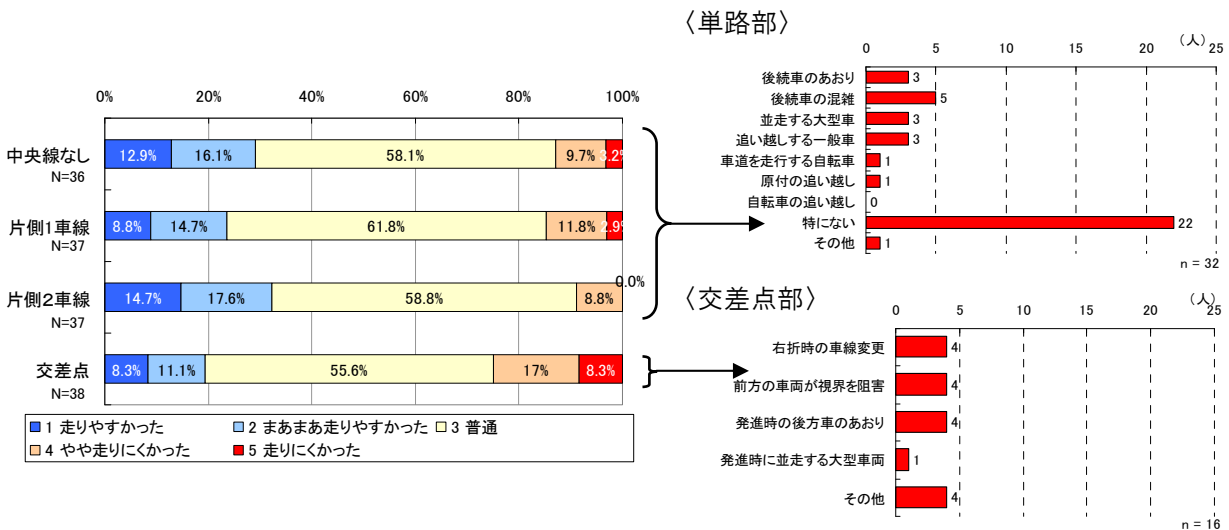 〈単路部〉
(人)
0 5 10 15 20 25
後続車のあおり 3
後続車の混雑 5
並走する大型車 3
追い越しする一般車 3
車道を走行する自転車 1
原付の追い越し 1
自転車の追い越し 0
特にない 22
その他 1
n = 32
0% 20% 40% 60% 80% 100%
中央線なし 12.9% 16.1% 58.1% 9.7% 3.2%
N=36
片側1車線 8.8% 14.7% 61.8% 11.8% 2.9%
N=37
0.0%
片側2車線 14.7% 17.6% 58.8% 8.8%
N=37
交差点 8.3% 11.1% 55.6% 17% 8.3%
N=38
1 走りやすかった 2 まあまあ走りやすかった 3 普通
4 やや走りにくかった 5 走りにくかった
〈交差点部〉
(人)
0 5 10 15 20 25
右折時の車線変更 4
前方の車両が視界を阻害 4
発進時の後方車のあおり 4
発進時に並走する大型車両 1
その他 4
n = 16